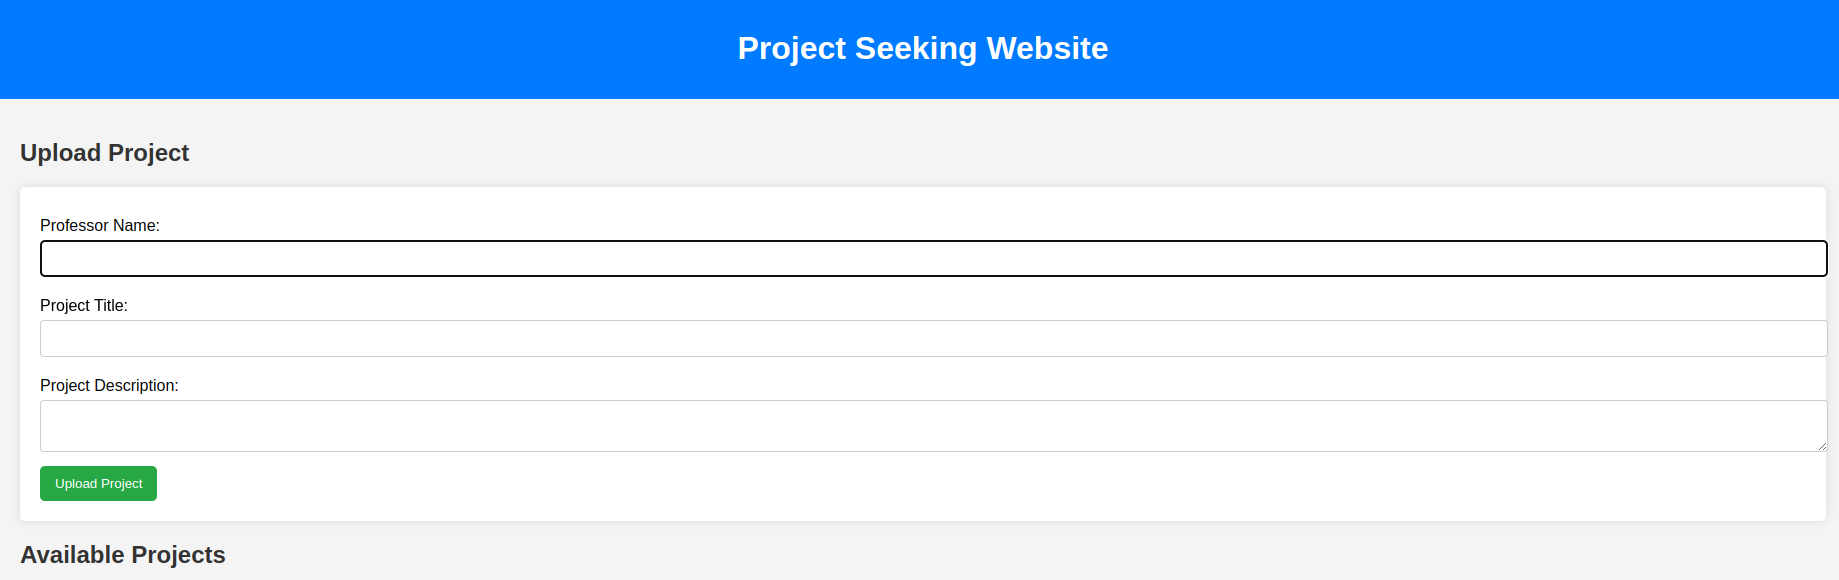 Project Seeking Website
Upload Project
Professor Name:
Project Title:
Project Description:
Upload Project
Available Projects